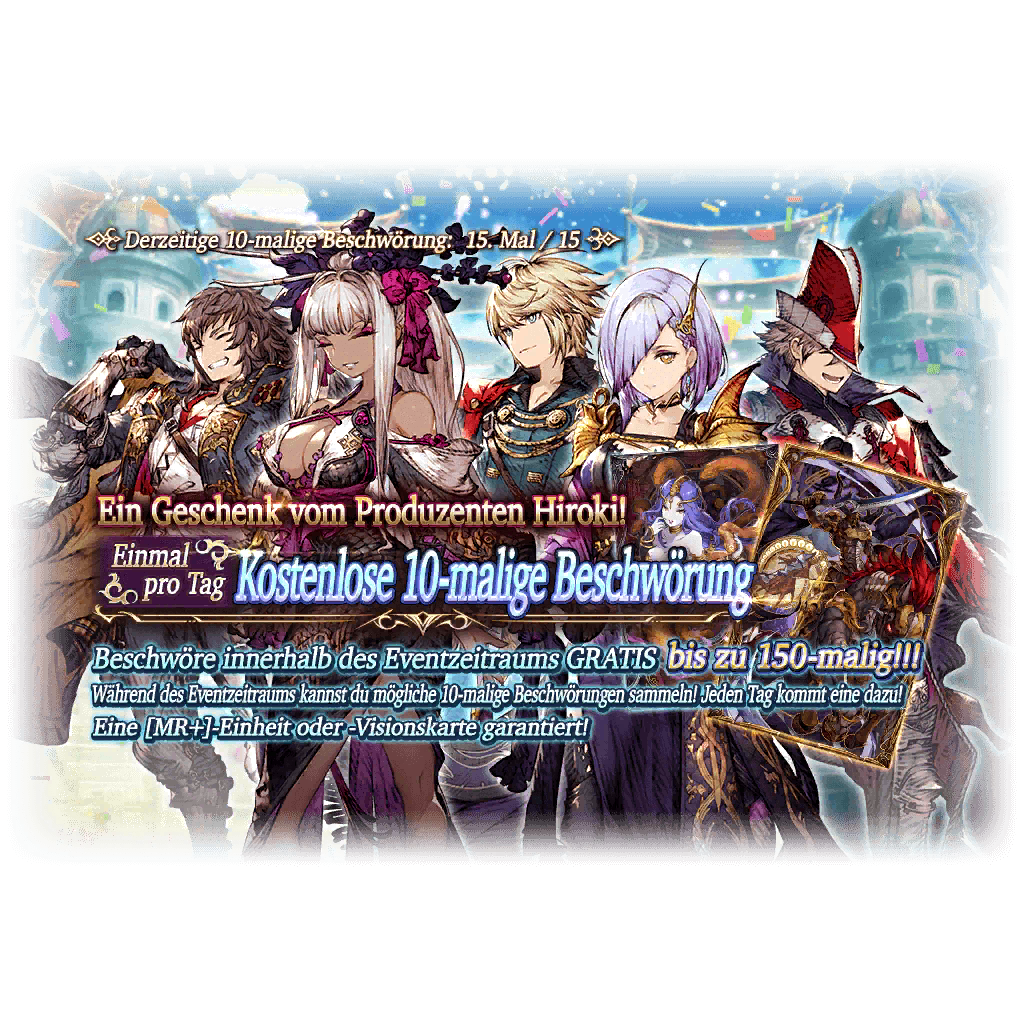 Derzeitige 10-malige Beschwörung: 15. Mal / 15
Ein Geschenk vom Produzenten Hiroki!
Einmal
pro Tag
Kostenlose 10-malige Beschwörung
Beschwöre innerhalb des Eventzeitraums GRATIS bis zu 150-malig!!!
Während des Eventzeitraums kannst du mögliche 10-malige Beschwörungen sammeln! Jeden Tag kommt eine dazu!
Eine [MR+]-Einheit oder -Visionskarte garantiert!